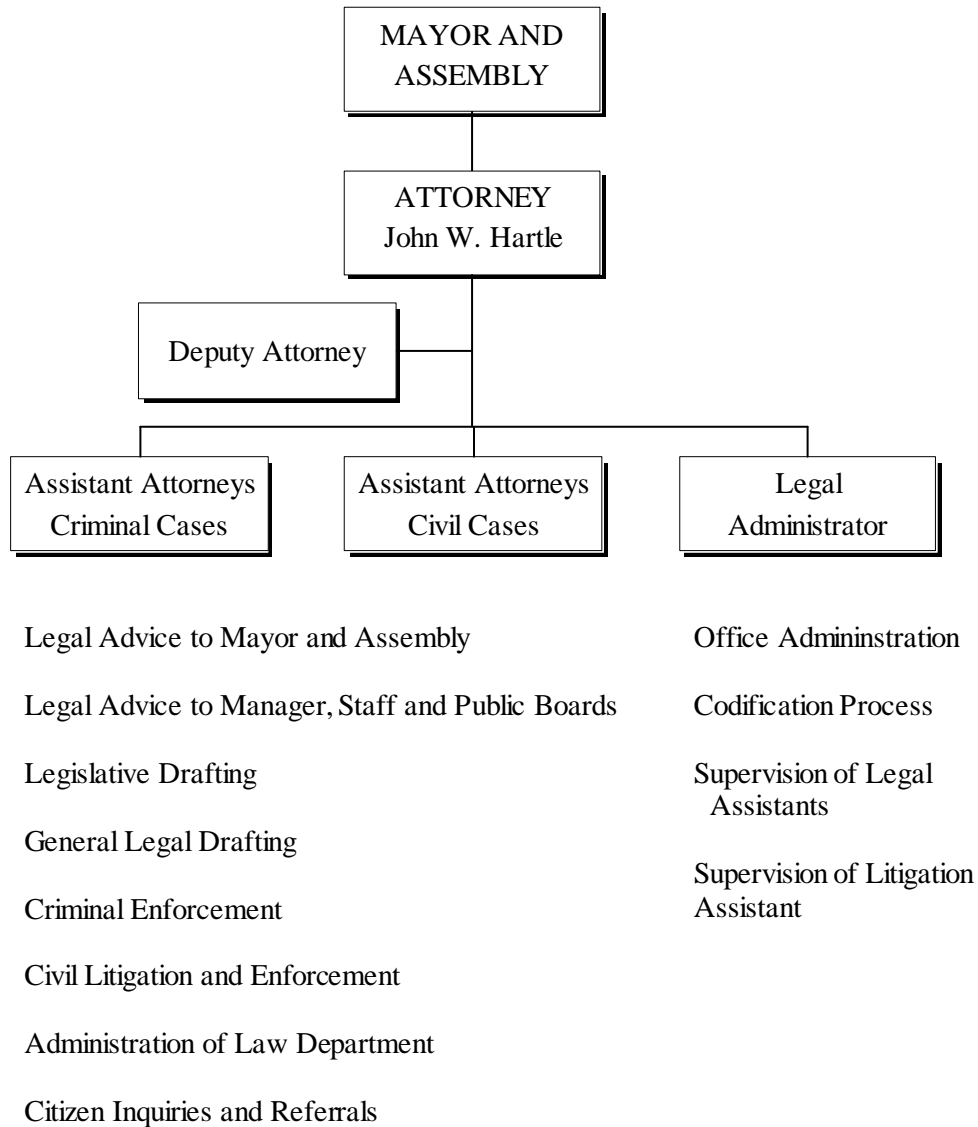 MAYOR AND
ASSEMBLY
ATTORNEY
John W. Hartle
Deputy Attorney
Assistant Attorneys
Criminal Cases
Assistant Attorneys
Civil Cases
Legal
Administrator
Legal Advice to Mayor and Assembly
Legal Advice to Manager, Staff and Public Boards
Legislative Drafting
General Legal Drafting
Criminal Enforcement
Civil Litigation and Enforcement
Administration of Law Department
Citizen Inquiries and Referrals
Office Admininstration
Codification Process
Supervision of Legal
Assistants
Supervision of Litigation
Assistant